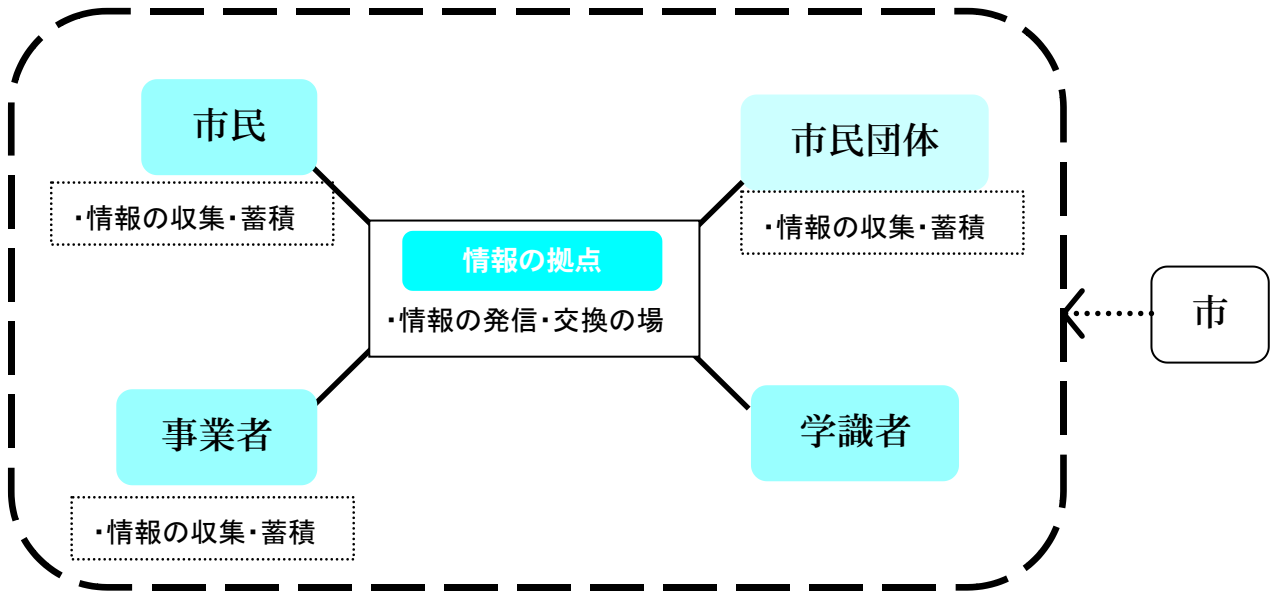 市民
・情報の収集・蓄積
市民団体
・情報の収集・蓄積
情報の拠点
・情報の発信・交換の場
市
事業者
・情報の収集・蓄積
学識者